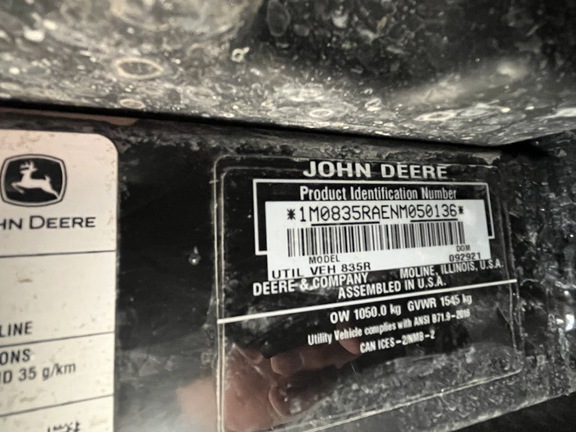 JOHN DEERE
Product Identification Number
*1M0835RAENM050136*
MODEL DOM
UTIL VEH 835R 092921
DEERE & COMPANY MOLINE, ILLINOIS, U.S.A.
ASSEMBLED IN U.S.A.
OW 1050.0 kg GVWR 1545 kg
Utility Vehicle complies with ANSI B71.9-2016
CAN ICES-2/NMB-2
HN DEERE
LINE
ONS
D 35 g/km